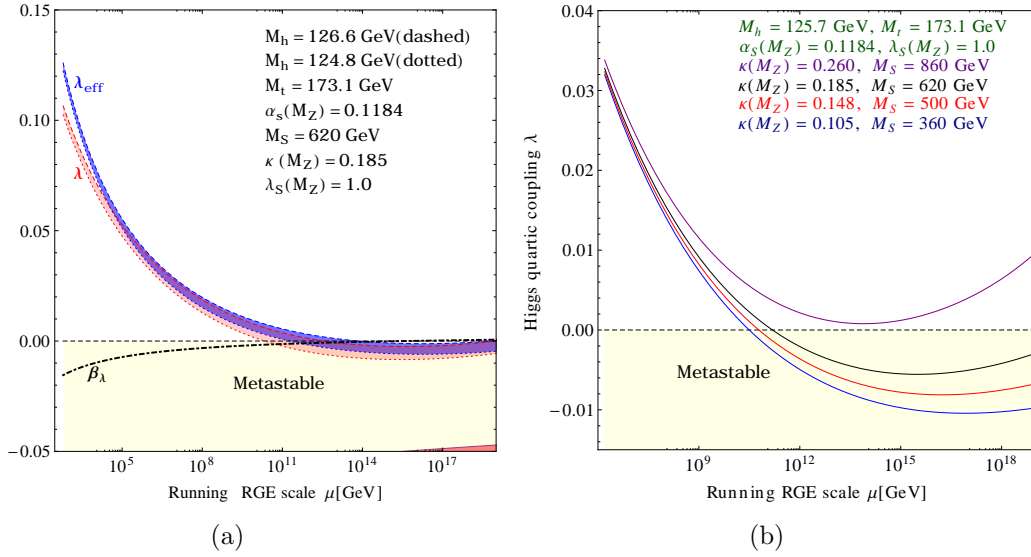 0.15
0.10
0.05
0.00
−0.05
λeff
λ
M_h = 126.6 GeV(dashed)
M_h = 124.8 GeV(dotted)
M_t = 173.1 GeV
α_s(M_Z) = 0.1184
M_S = 620 GeV
κ (M_Z) = 0.185
λ_S(M_Z) = 1.0
β_λ
Metastable
10^5
10^8
10^11
10^14
10^17
Running RGE scale μ[GeV]
(a)
Higgs quartic coupling λ
0.04
0.03
0.02
0.01
0.00
−0.01
M_h = 125.7 GeV, M_t = 173.1 GeV
α_S(M_Z) = 0.1184, λ_S(M_Z) = 1.0
κ(M_Z) = 0.260, M_S = 860 GeV
κ(M_Z) = 0.185, M_S = 620 GeV
κ(M_Z) = 0.148, M_S = 500 GeV
κ(M_Z) = 0.105, M_S = 360 GeV
Metastable
10^9
10^12
10^15
10^18
Running RGE scale μ[GeV]
(b)